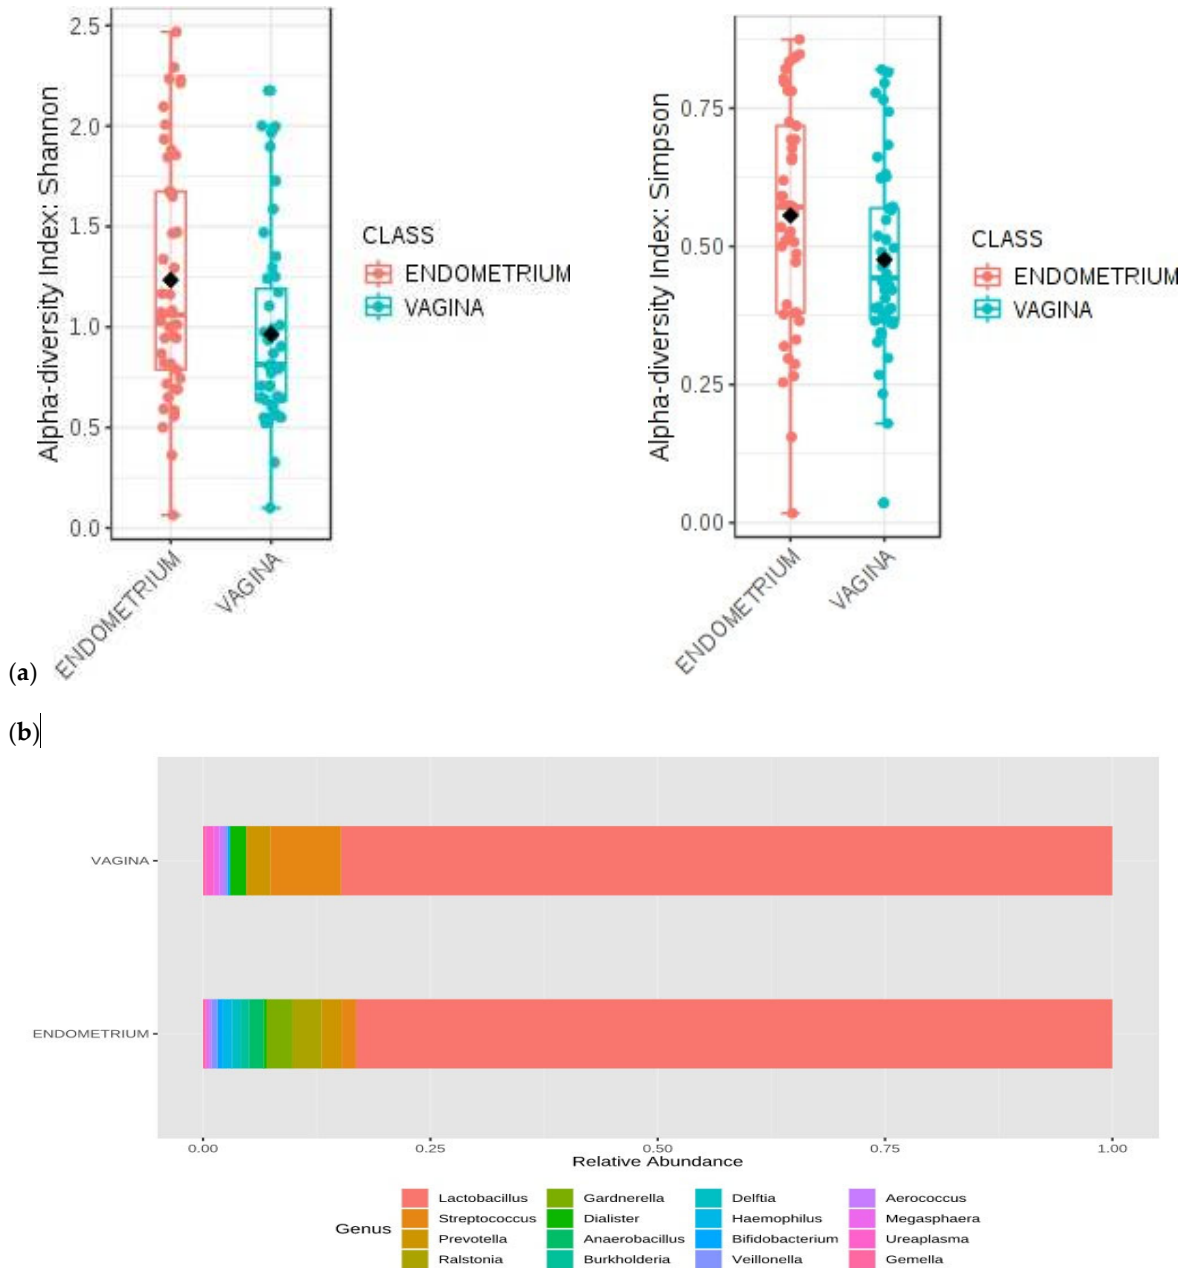 Alpha-diversity Index: Shannon
2.5
2.0
1.5
1.0
0.5
0.0
ENDOMETRIUM
VAGINA
CLASS
ENDOMETRIUM
VAGINA
Alpha-diversity Index: Simpson
0.75
0.50
0.25
0.00
ENDOMETRIUM
VAGINA
CLASS
ENDOMETRIUM
VAGINA
(a)
(b)
VAGINA
ENDOMETRIUM
0.00 0.25 0.50 0.75 1.00
Relative Abundance
Genus
Lactobacillus Gardnerella Delftia Aerococcus
Streptococcus Dialister Haemophilus Megasphaera
Prevotella Anaerobacillus Bifidobacterium Ureaplasma
Ralstonia Burkholderia Veillonella Gemella